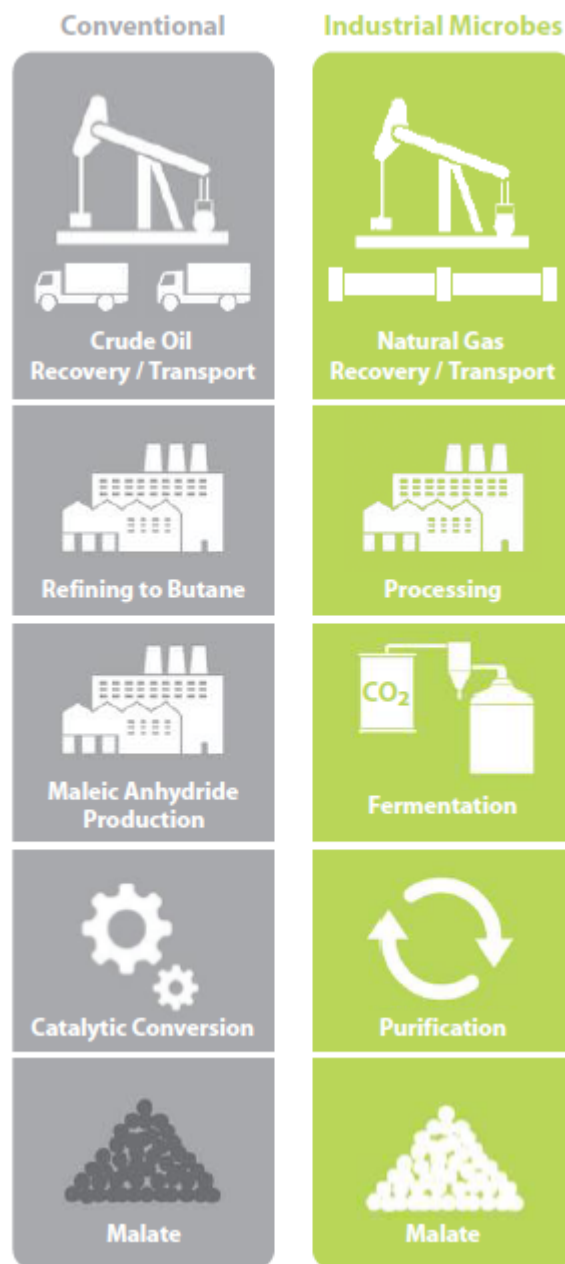 Conventional
Crude Oil
Recovery / Transport
Refining to Butane
Maleic Anhydride
Production
Catalytic Conversion
Malate
Industrial Microbes
Natural Gas
Recovery / Transport
Processing
CO₂
Fermentation
Purification
Malate